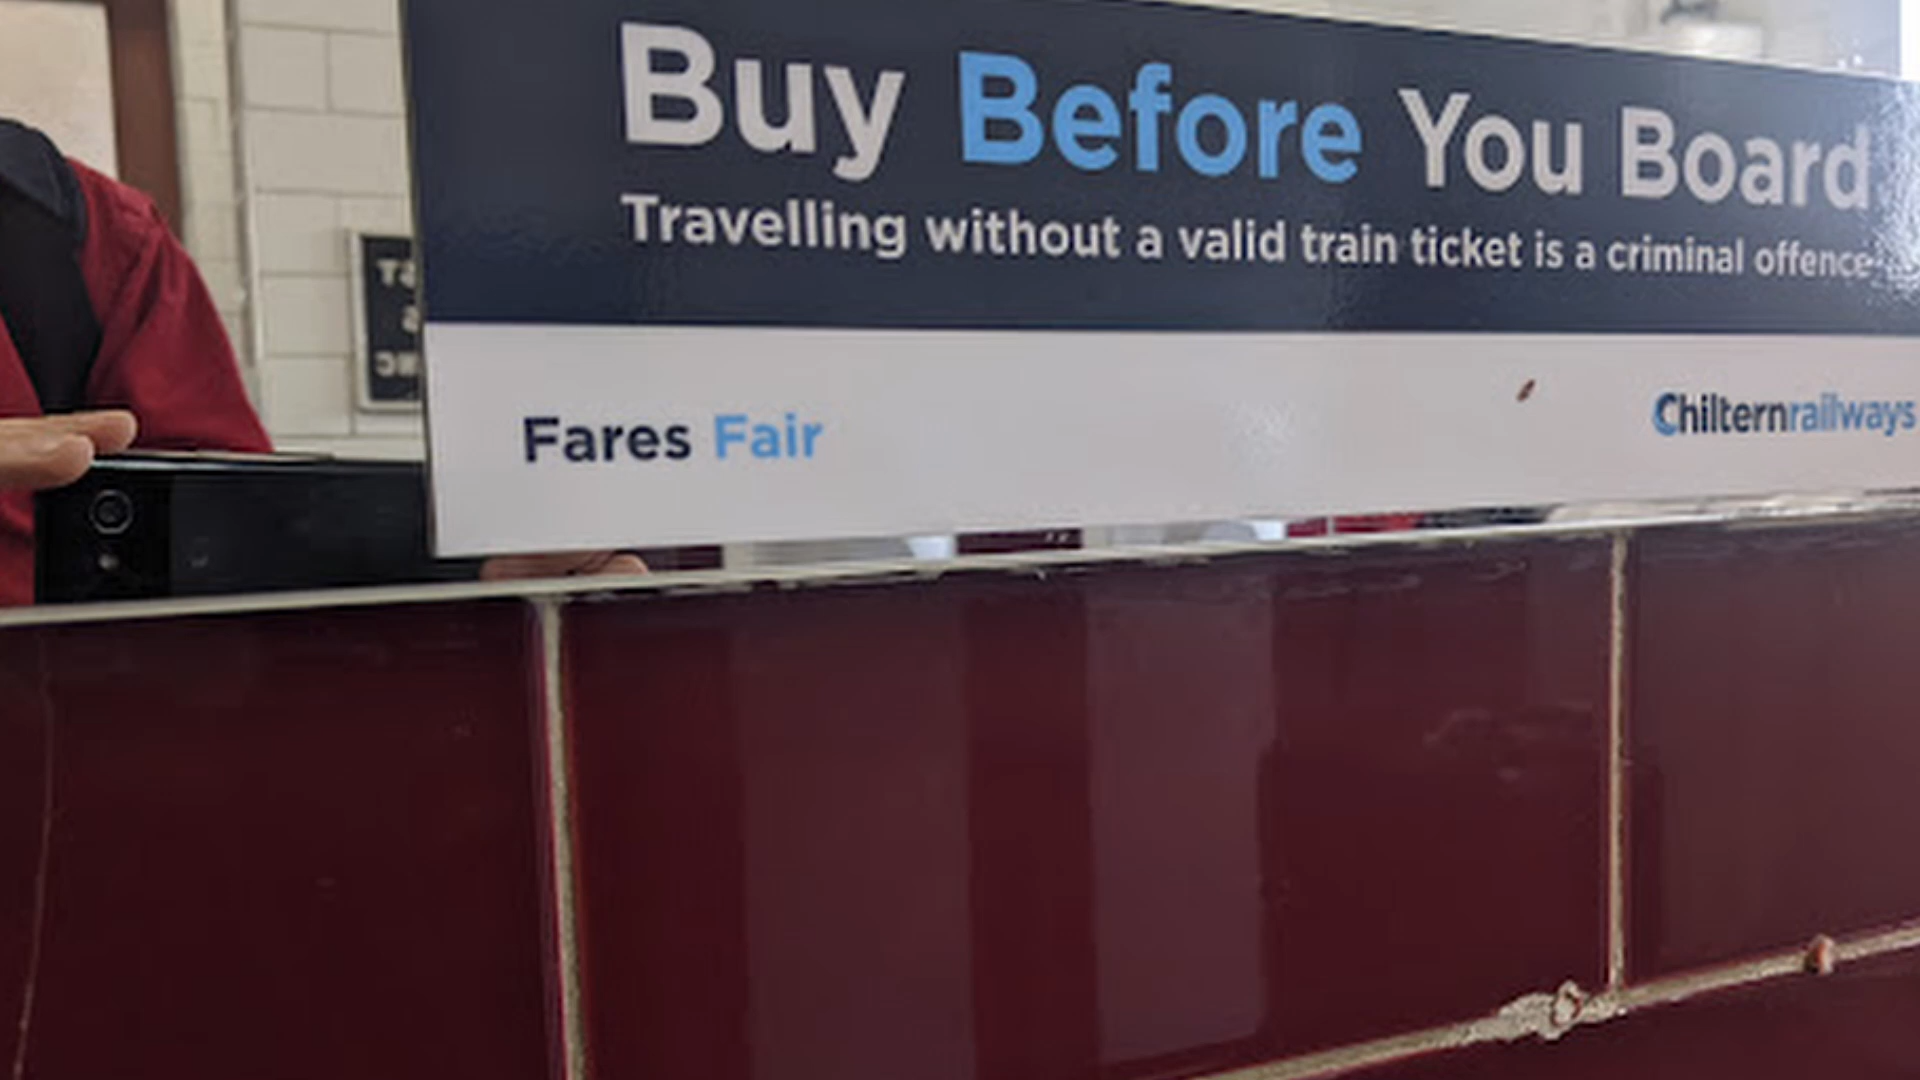 Buy Before You Board
Travelling without a valid train ticket is a criminal offence
Fares Fair
Chilternrailways